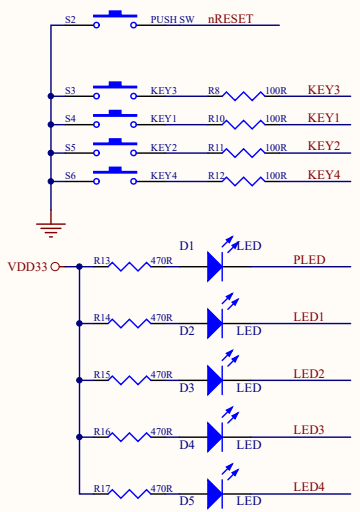 S2 PUSH SW nRESET
S3 KEY3 R8 100R KEY3
S4 KEY1 R10 100R KEY1
S5 KEY2 R11 100R KEY2
S6 KEY4 R12 100R KEY4
D1 LED
VDD33 R13 470R PLED
R14 470R LED1
D2 LED
R15 470R LED2
D3 LED
R16 470R LED3
D4 LED
R17 470R LED4
D5 LED